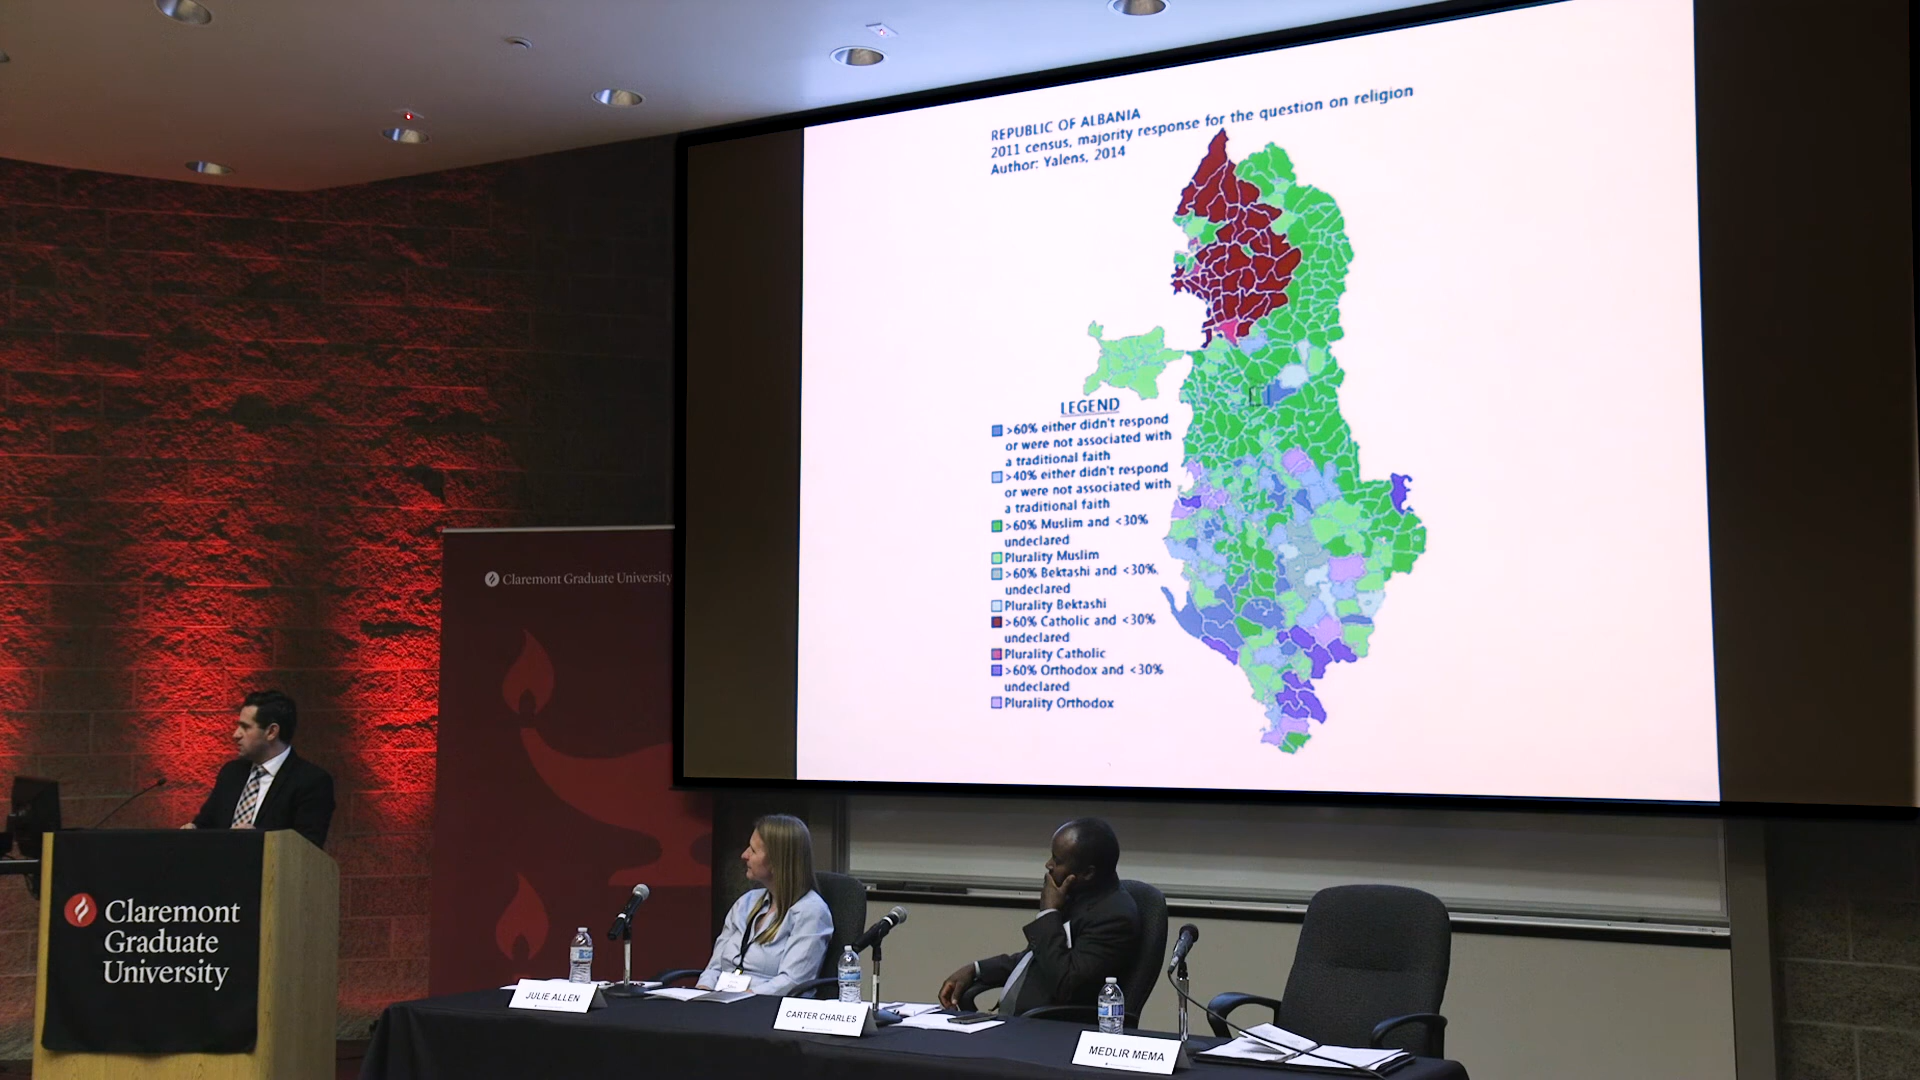 REPUBLIC OF ALBANIA
2011 census, majority response for the question on religion
Author: Yalens, 2014
LEGEND
>60% either didn't respond
or were not associated with
a traditional faith
>40% either didn't respond
or were not associated with
a traditional faith
>60% Muslim and <30%
undeclared
Plurality Muslim
>60% Bektashi and <30%
undeclared
Plurality Bektashi
>60% Catholic and <30%
undeclared
Plurality Catholic
>60% Orthodox and <30%
undeclared
Plurality Orthodox
Claremont Graduate University
Claremont
Graduate
University
JULIE ALLEN
CARTER CHARLES
MEDLIR MEMA